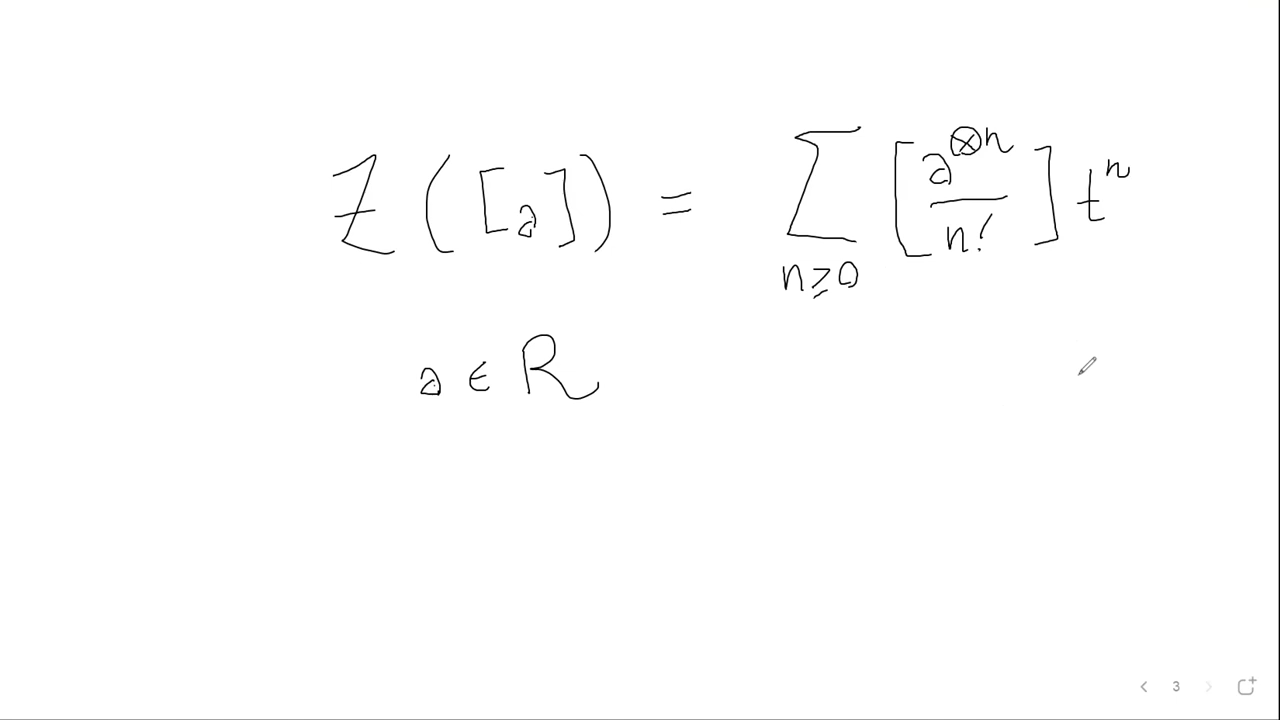 Z([a]) = ∑_{n≥0} [a^{⊗n}/n!] t^n
a ∈ R
3